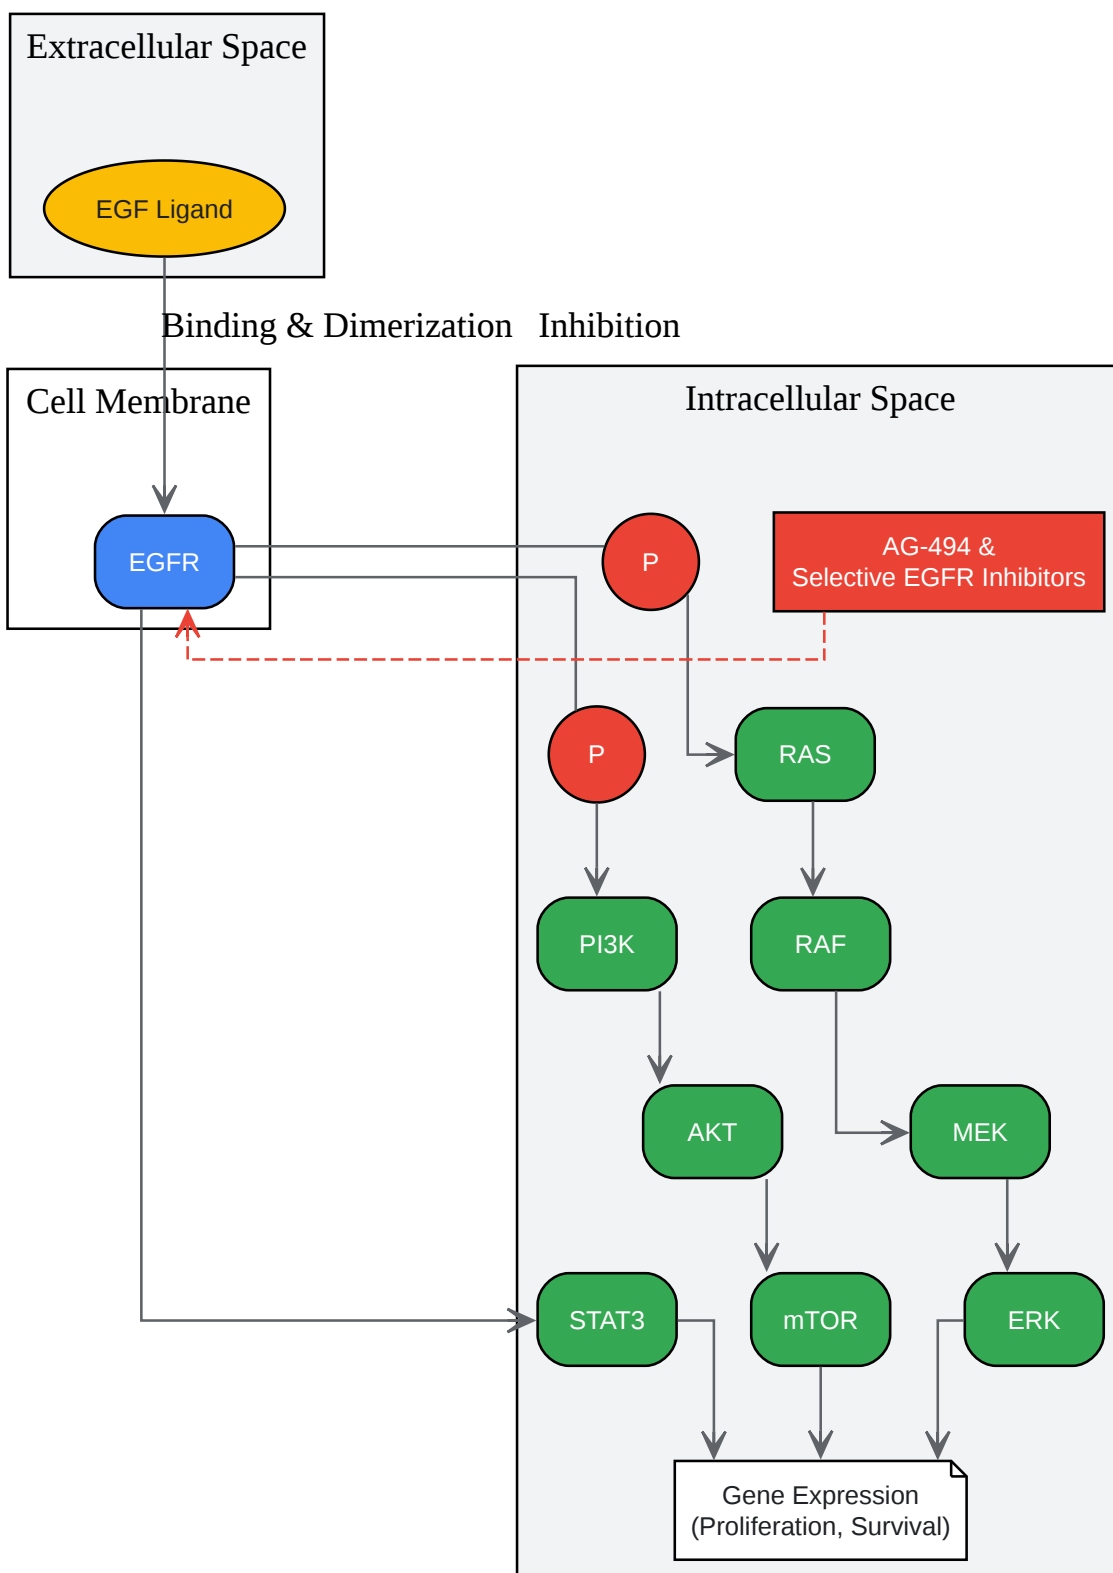 Extracellular Space
EGF Ligand
Binding & Dimerization
Inhibition
Cell Membrane
Intracellular Space
EGFR
P
AG-494 &
Selective EGFR Inhibitors
P
RAS
PI3K
RAF
AKT
MEK
STAT3
mTOR
ERK
Gene Expression
(Proliferation, Survival)